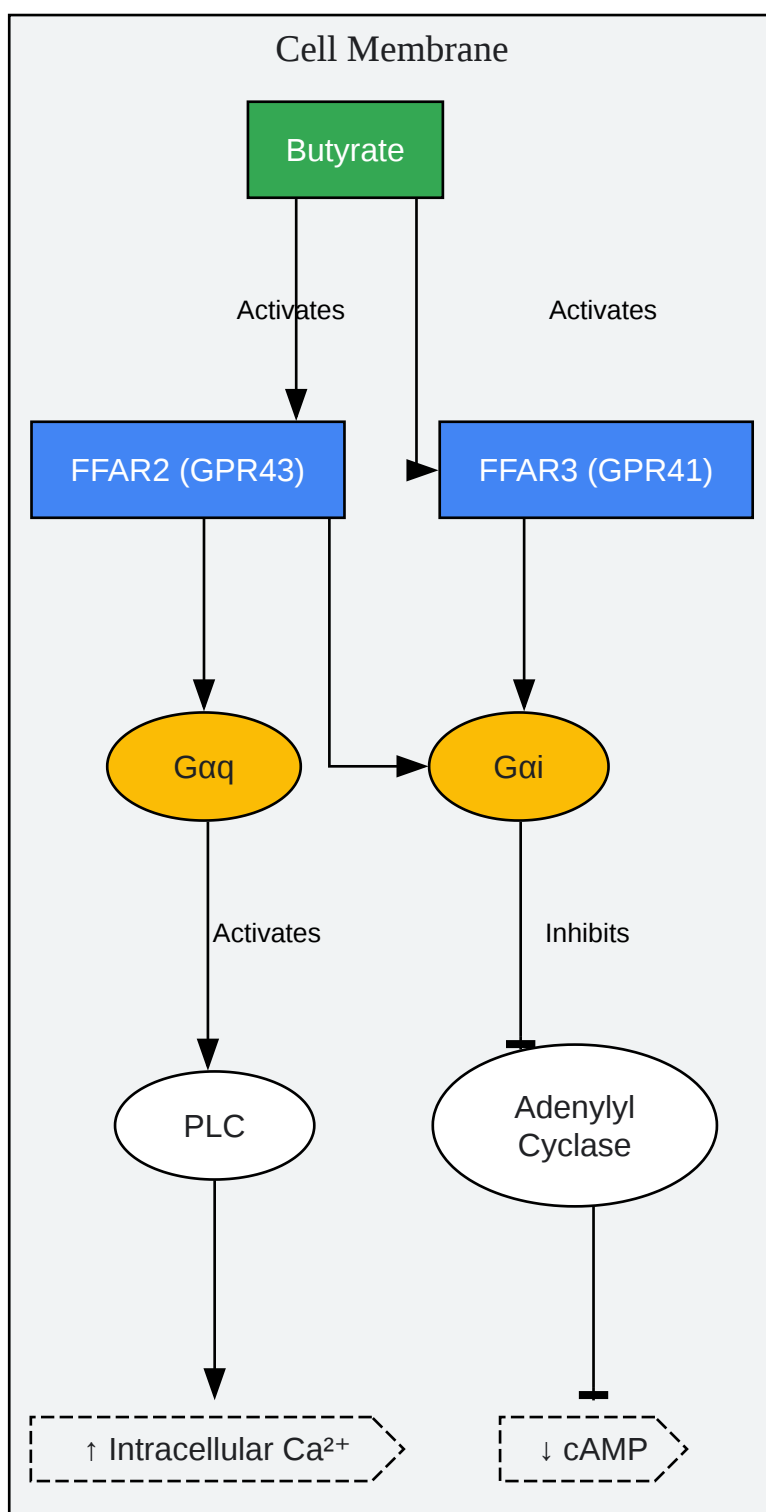 Cell Membrane
Butyrate
Activates
Activates
FFAR2 (GPR43)
FFAR3 (GPR41)
Gαq
Gαi
Activates
Inhibits
PLC
Adenylyl
Cyclase
↑ Intracellular Ca²⁺
↓ cAMP